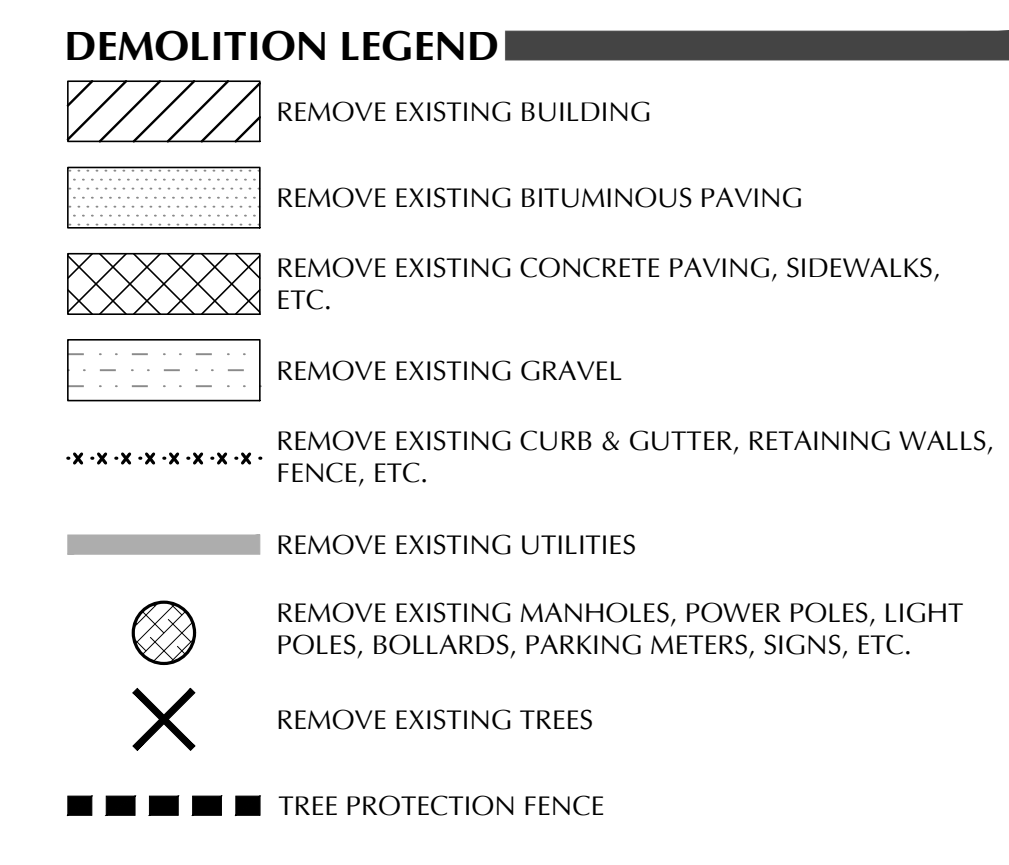 DEMOLITION LEGEND
REMOVE EXISTING BUILDING
REMOVE EXISTING BITUMINOUS PAVING
REMOVE EXISTING CONCRETE PAVING, SIDEWALKS,
ETC.
REMOVE EXISTING GRAVEL
REMOVE EXISTING CURB & GUTTER, RETAINING WALLS,
FENCE, ETC.
REMOVE EXISTING UTILITIES
REMOVE EXISTING MANHOLES, POWER POLES, LIGHT
POLES, BOLLARDS, PARKING METERS, SIGNS, ETC.
REMOVE EXISTING TREES
TREE PROTECTION FENCE